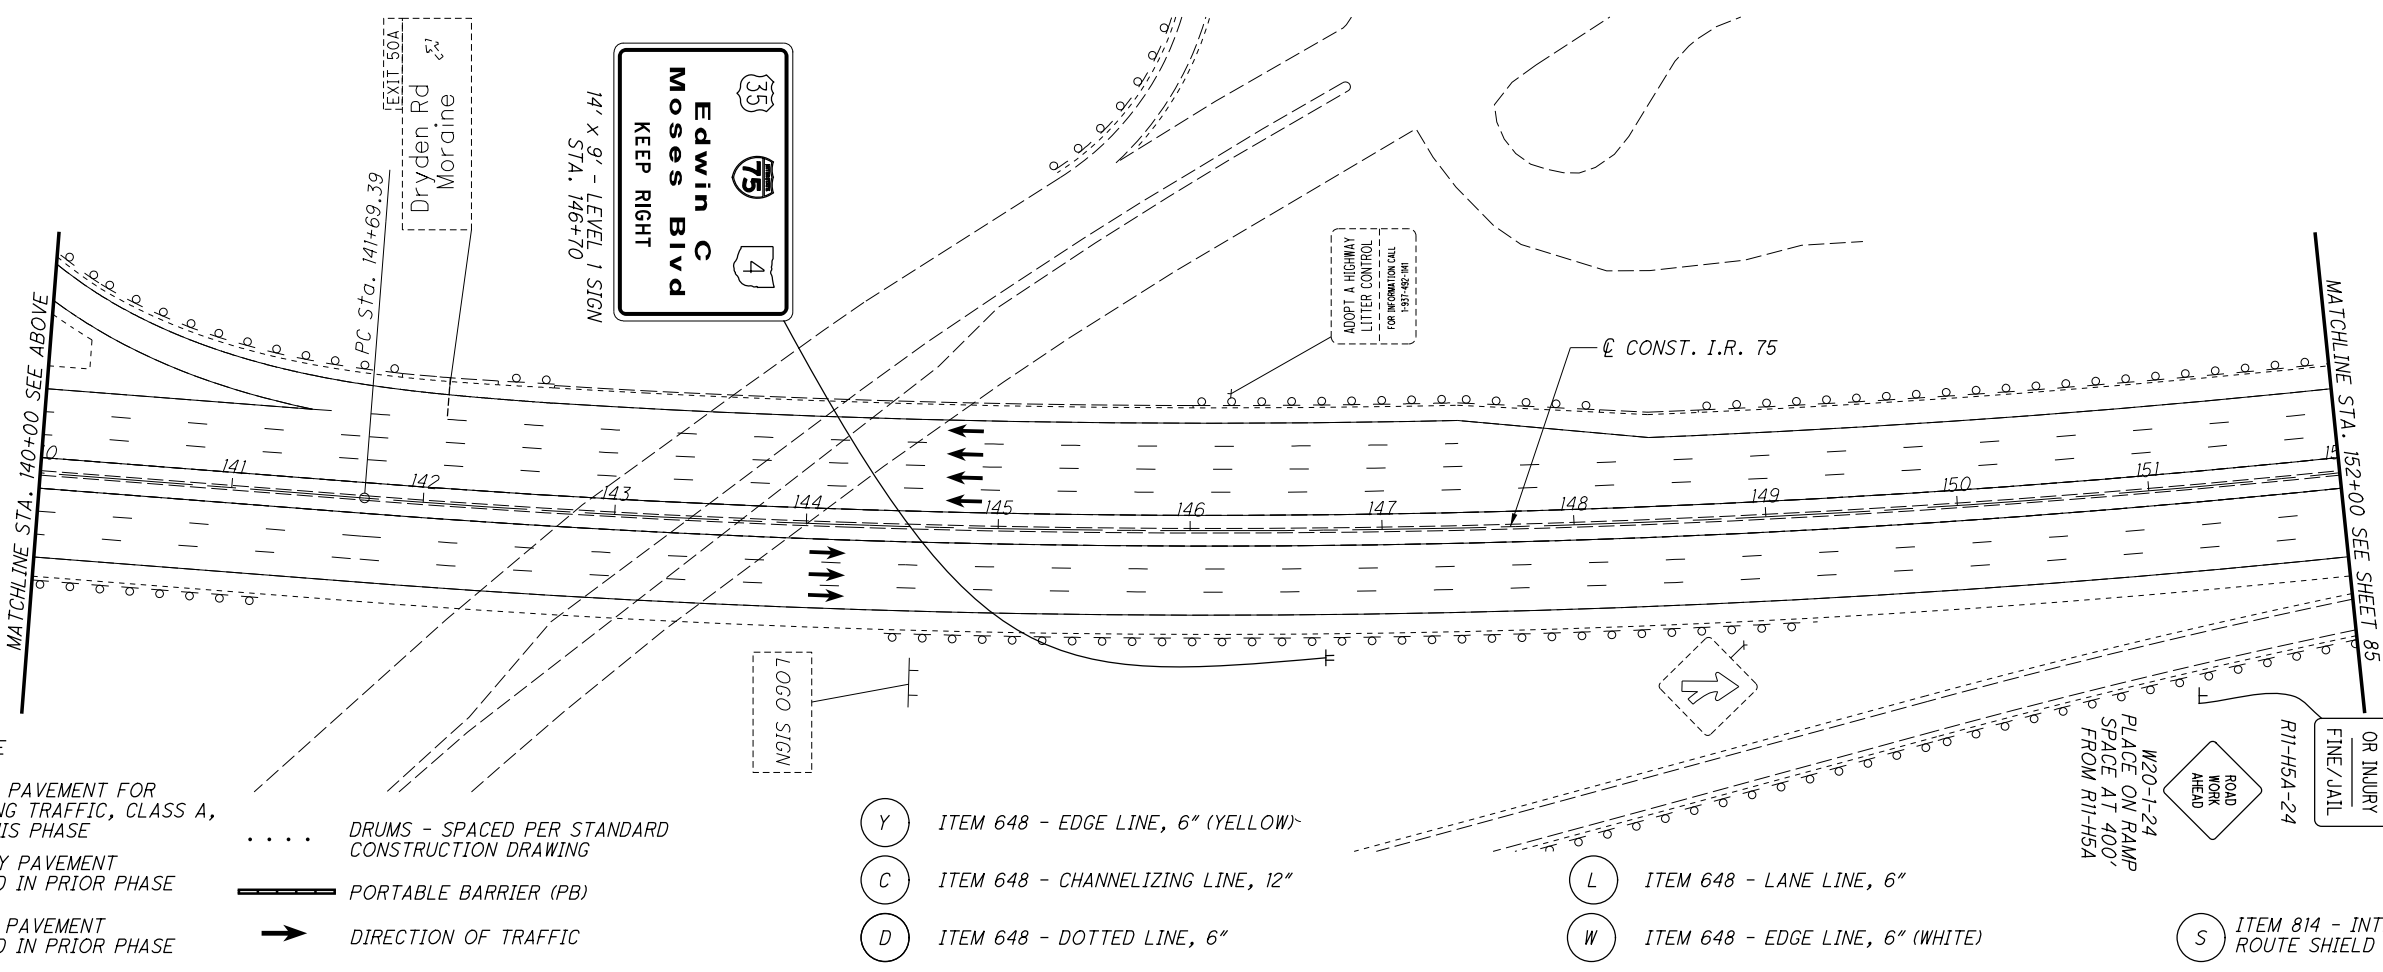 EXIT 50A
Dryden Rd
Moraine
PC Sta. 141+69.39
35
75
4
Edwin C
Moses Blvd
KEEP RIGHT
14' x 9' - LEVEL 1 SIGN
STA. 146+70
ADOPT A HIGHWAY
LITTER CONTROL
FOR INFORMATION CALL
℄ CONST. I.R. 75
MATCHLINE STA. 140+00 SEE ABOVE
MATCHLINE STA. 152+00 SEE SHEET 85
0
141
142
143
144
145
146
147
148
149
150
151
15
LOGO SIGN
OR INJURY
FINE/JAIL
R11-H5A-24
ROAD
WORK
AHEAD
W20-1-24
PLACE ON RAMP
SPACE AT 400'
FROM R11-H5A
E
PAVEMENT FOR
NG TRAFFIC, CLASS A,
IS PHASE
Y PAVEMENT
D IN PRIOR PHASE
PAVEMENT
D IN PRIOR PHASE
DRUMS - SPACED PER STANDARD
CONSTRUCTION DRAWING
PORTABLE BARRIER (PB)
DIRECTION OF TRAFFIC
Y ITEM 648 - EDGE LINE, 6" (YELLOW)
C ITEM 648 - CHANNELIZING LINE, 12"
D ITEM 648 - DOTTED LINE, 6"
L ITEM 648 - LANE LINE, 6"
W ITEM 648 - EDGE LINE, 6" (WHITE)
S ITEM 814 - INT
ROUTE SHIELD